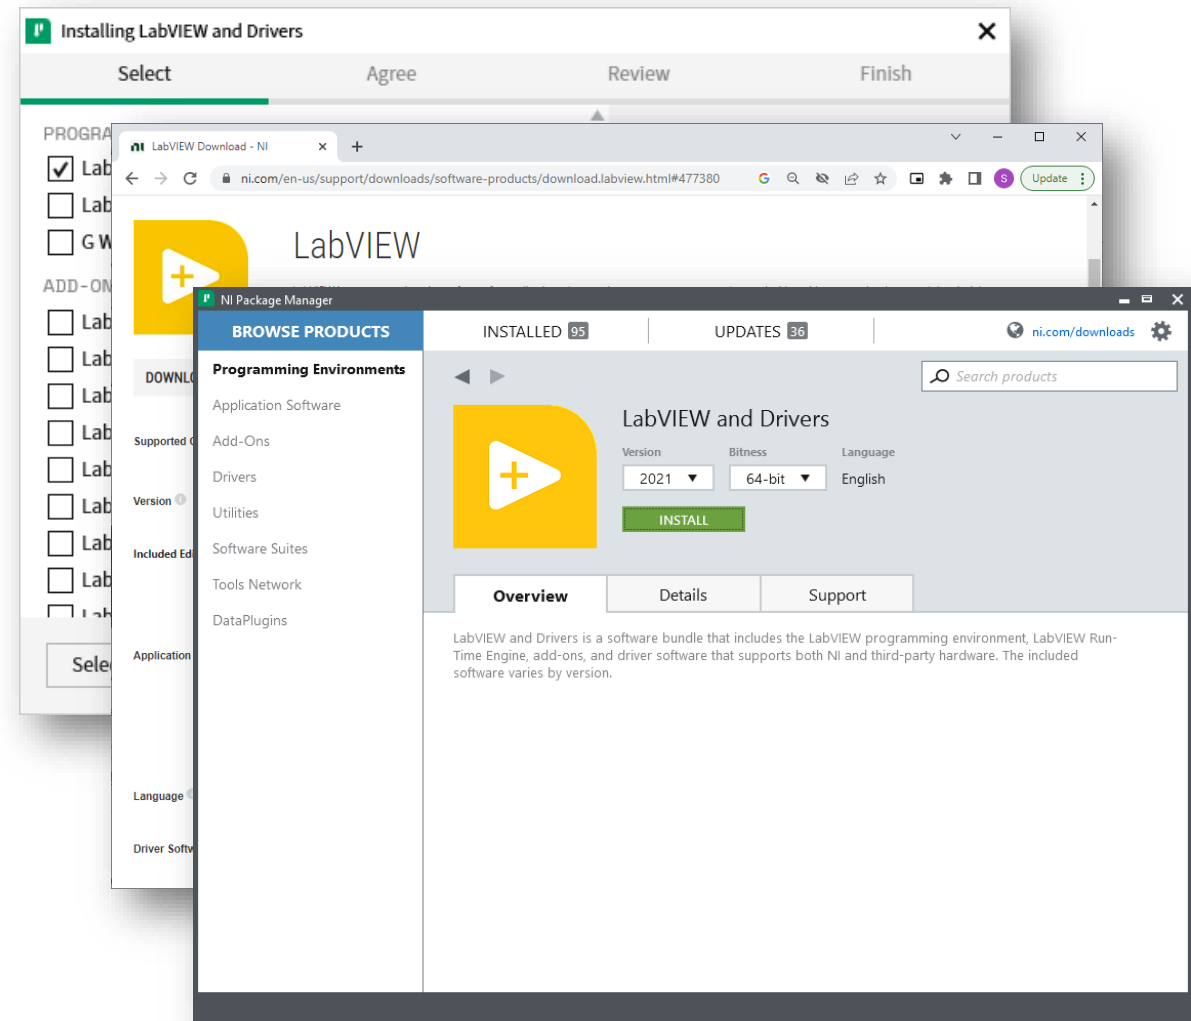 Installing LabVIEW and Drivers
Select Agree Review Finish
PROGRA
Lab
Lab
G W
ADD-ON
Lab
Lab
Lab
Lab
Lab
Lab
Lab
Lab
Lab
Selec
LabVIEW Download - NI
ni.com/en-us/support/downloads/software-products/download.labview.html#477380
S
Update
LabVIEW
DOWNLO
Supported O
Version
Included Edi
Application
Language
Driver Softw
NI Package Manager
BROWSE PRODUCTS INSTALLED 95 UPDATES 36 ni.com/downloads
Programming Environments
Application Software
Add-Ons
Drivers
Utilities
Software Suites
Tools Network
DataPlugins
Search products
LabVIEW and Drivers
Version Bitness Language
2021 64-bit English
INSTALL
Overview Details Support
LabVIEW and Drivers is a software bundle that includes the LabVIEW programming environment, LabVIEW Run-
Time Engine, add-ons, and driver software that supports both NI and third-party hardware. The included
software varies by version.